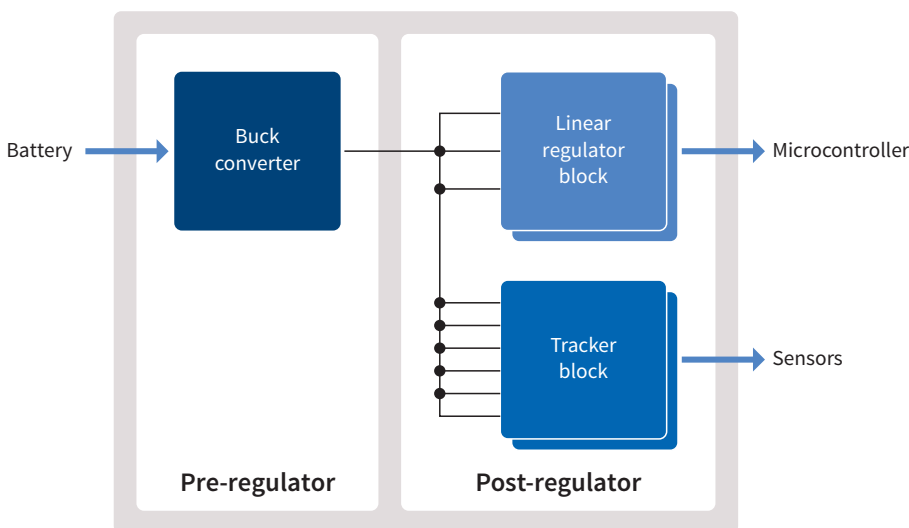 Battery
Buck
converter
Linear
regulator
block
Microcontroller
Tracker
block
Sensors
Pre-regulator
Post-regulator